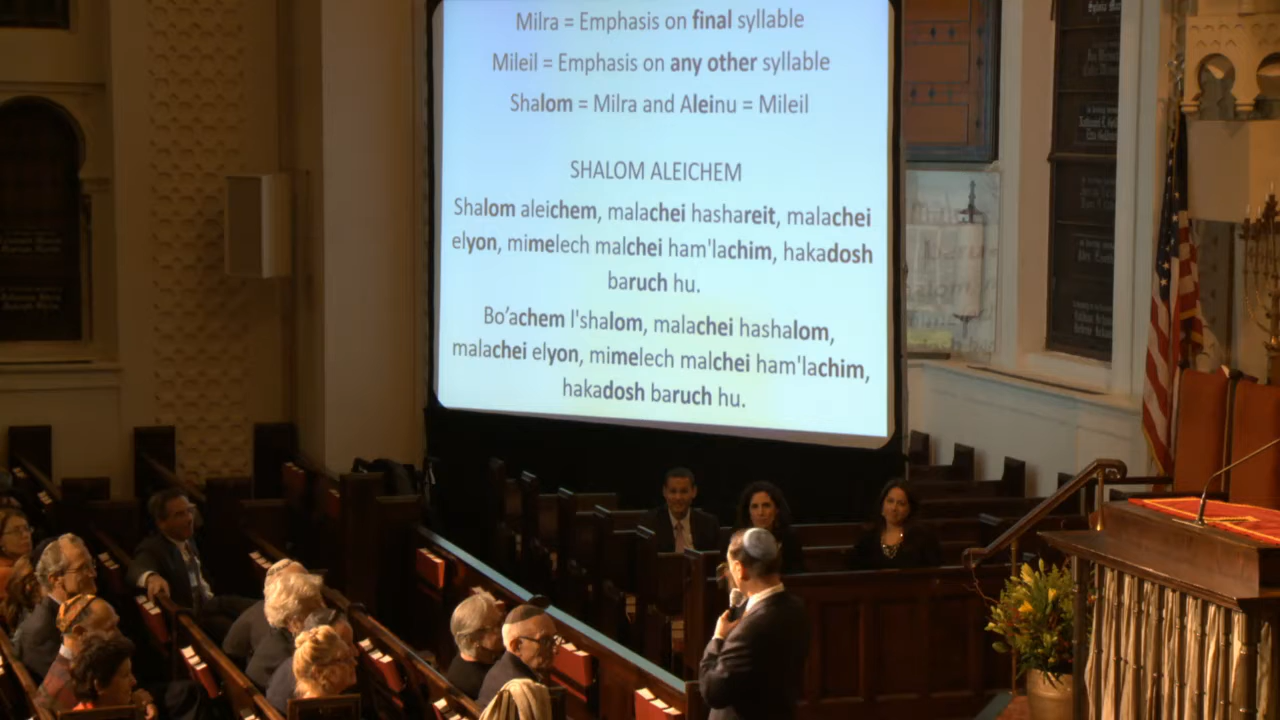 Milra = Emphasis on final syllable
Mileil = Emphasis on any other syllable
Shalom = Milra and Aleinu = Mileil
SHALOM ALEICHEM
Shalom aleichem, malachei hashareit, malachei
elyon, mimelech malchei ham'lachim, hakadosh
baruch hu.
Bo’achem l'shalom, malachei hashalom,
malachei elyon, mimelech malchei ham'lachim,
hakadosh baruch hu.